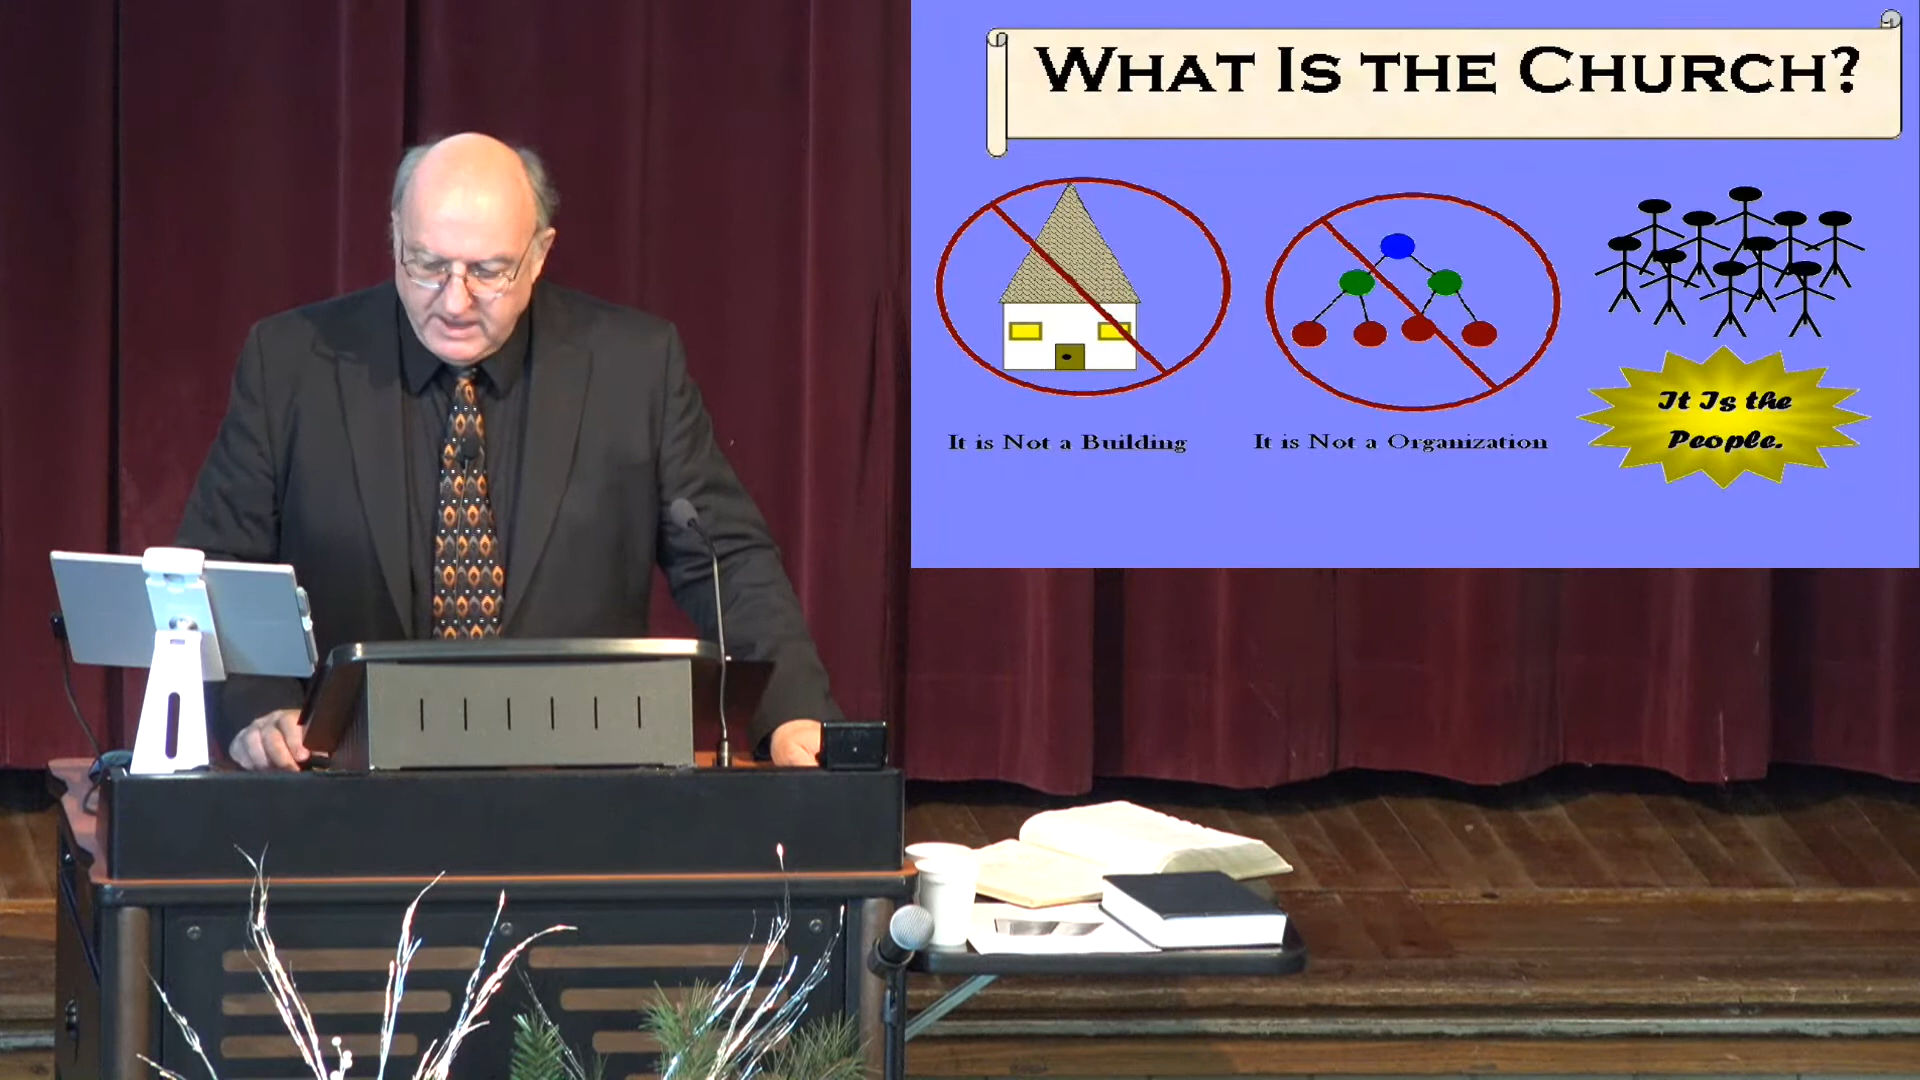 What Is the Church?
It is Not a Building
It is Not a Organization
It Is the
People.